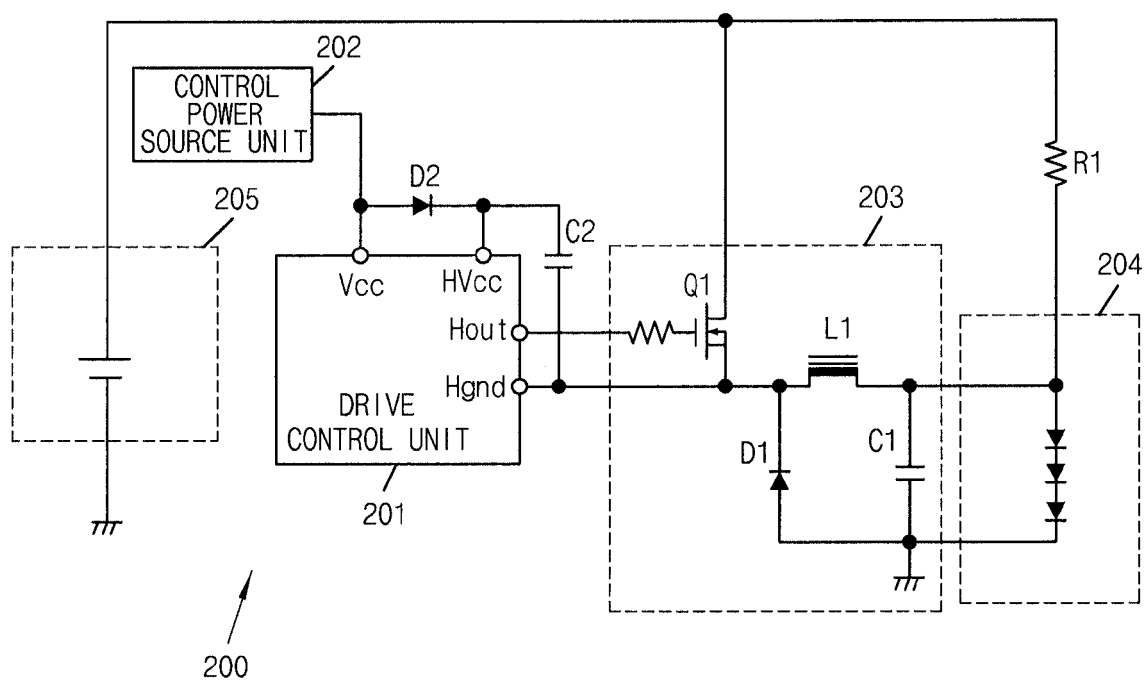 202
CONTROL
POWER
SOURCE UNIT
R1
D2
205
203
C2
Vcc
HVcc
Q1
204
Hout
L1
Hgnd
DRIVE
CONTROL UNIT
D1
C1
201
200